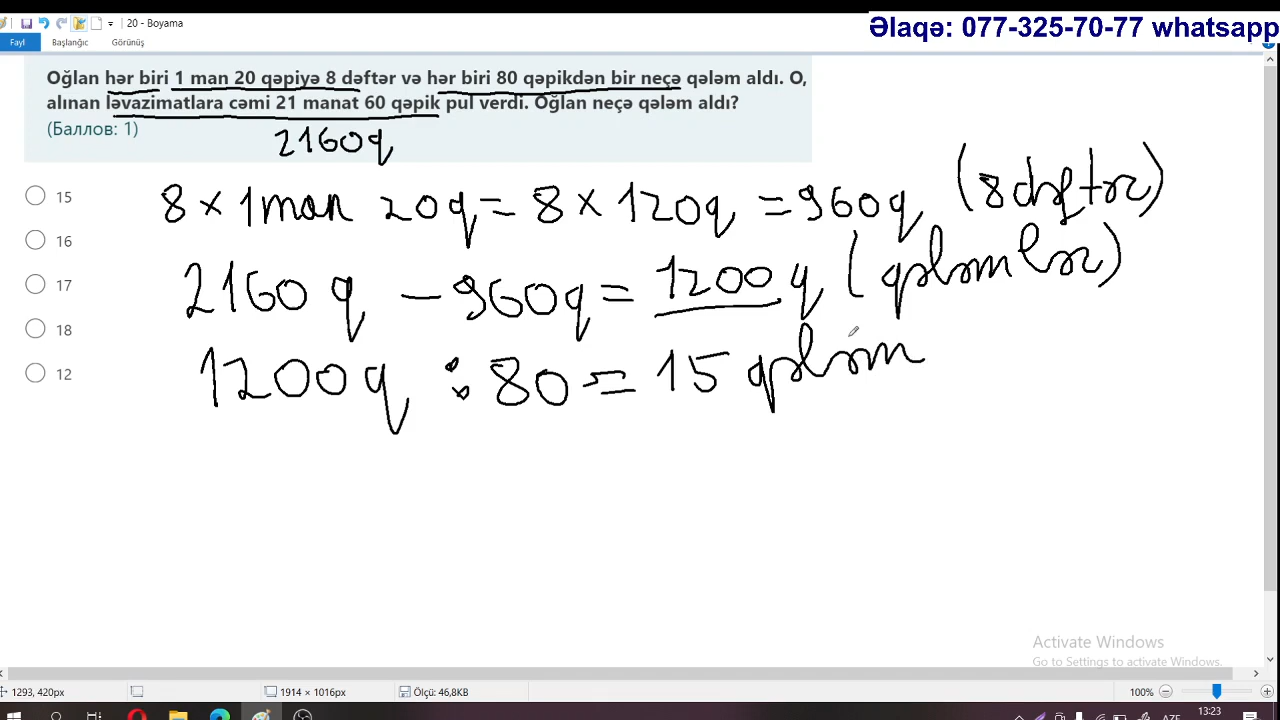 20 - Boyama
Əlaqə: 077-325-70-77 whatsapp
Fayl Başlanğıc Görünüş
Oğlan hər biri 1 man 20 qəpiyə 8 dəftər və hər biri 80 qəpikdən bir neçə qələm aldı. O,
alınan ləvazimatlara cəmi 21 manat 60 qəpik pul verdi. Oğlan neçə qələm aldı?
(Баллов: 1)
2160q
15
8 × 1man 20q = 8 × 120q = 960q (8 dəftər)
16
2160 q - 960q = 1200 q (qələmlər)
17
18
1200q : 80 = 15 qələm
12
Activate Windows
Go to Settings to activate Windows.
1293, 420px 1914 × 1016px Ölçü: 46,8KB 100%
AZE 13:23